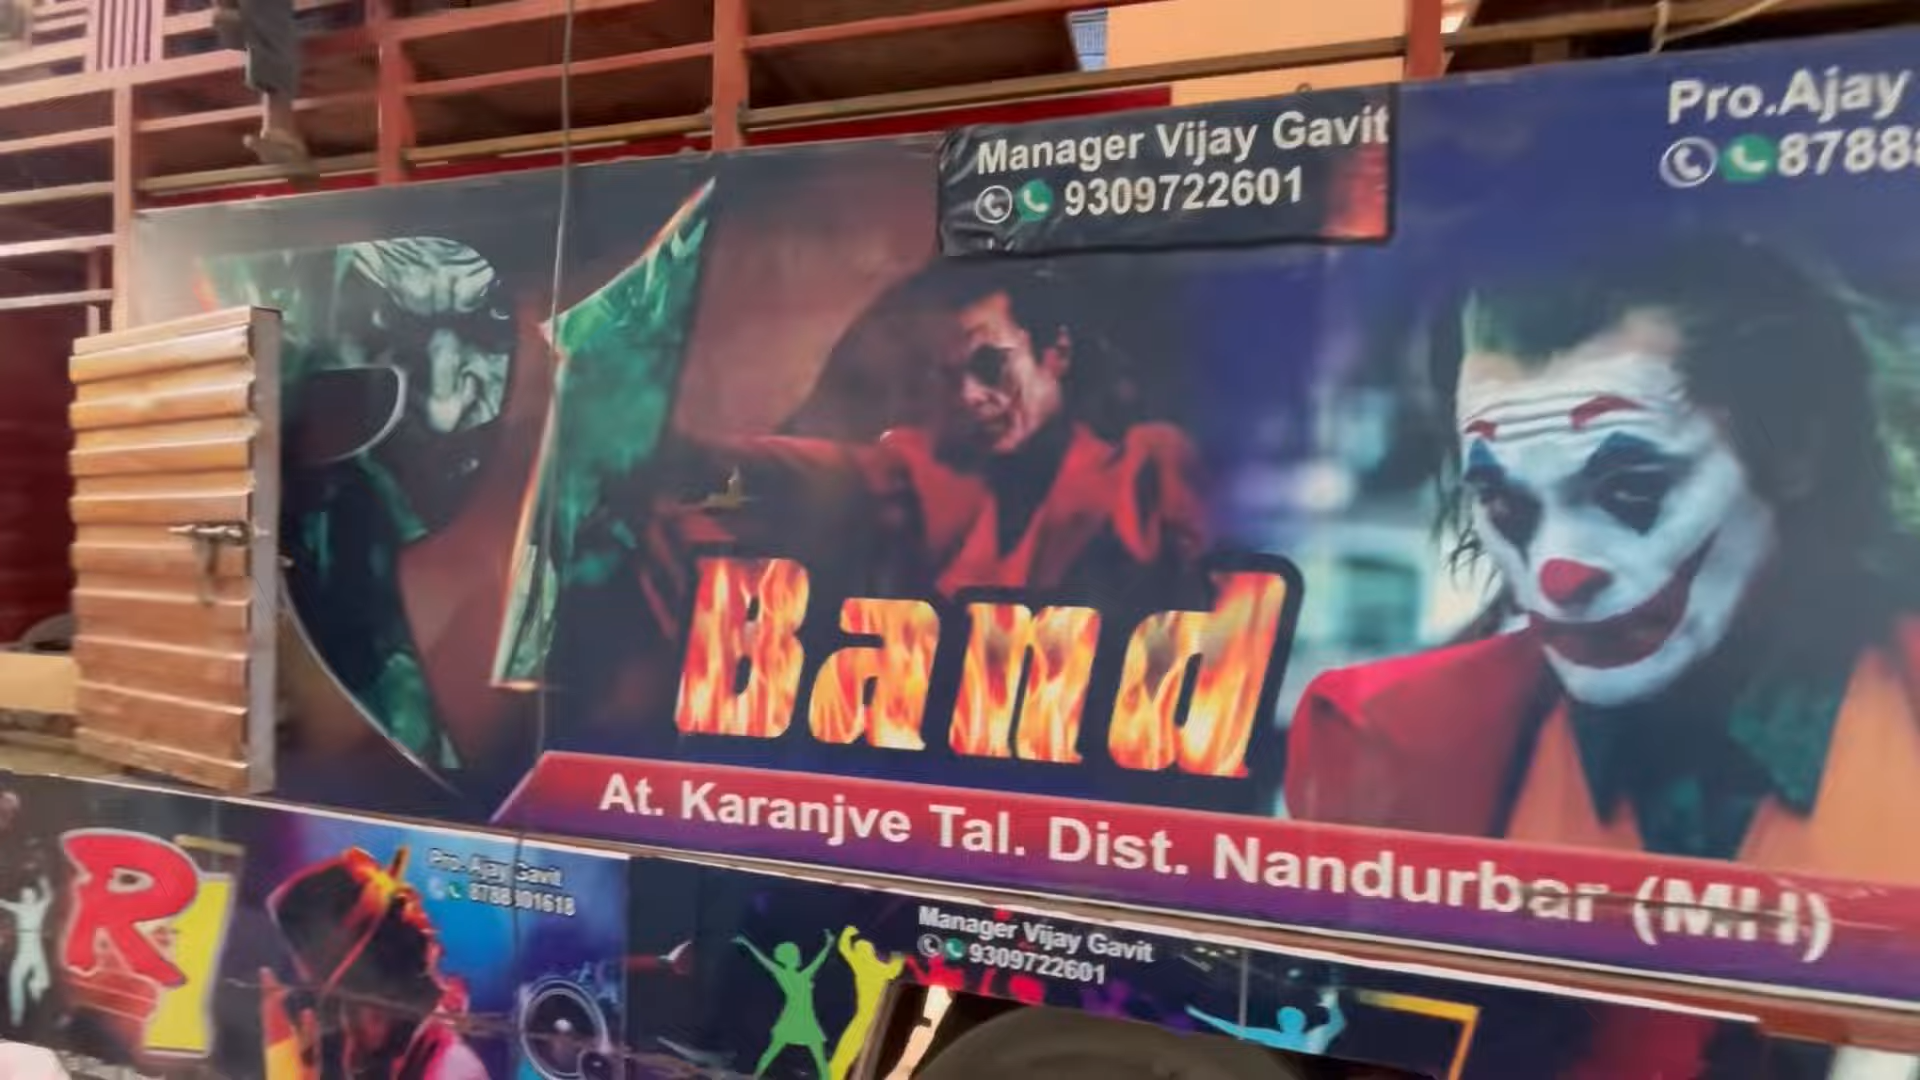 Manager Vijay Gavit
9309722601
Pro.Ajay
8788
Band
At. Karanjve Tal. Dist. Nandurbar (MH)
R
Pro. Ajay Gavit
Manager Vijay Gavit
9309722601